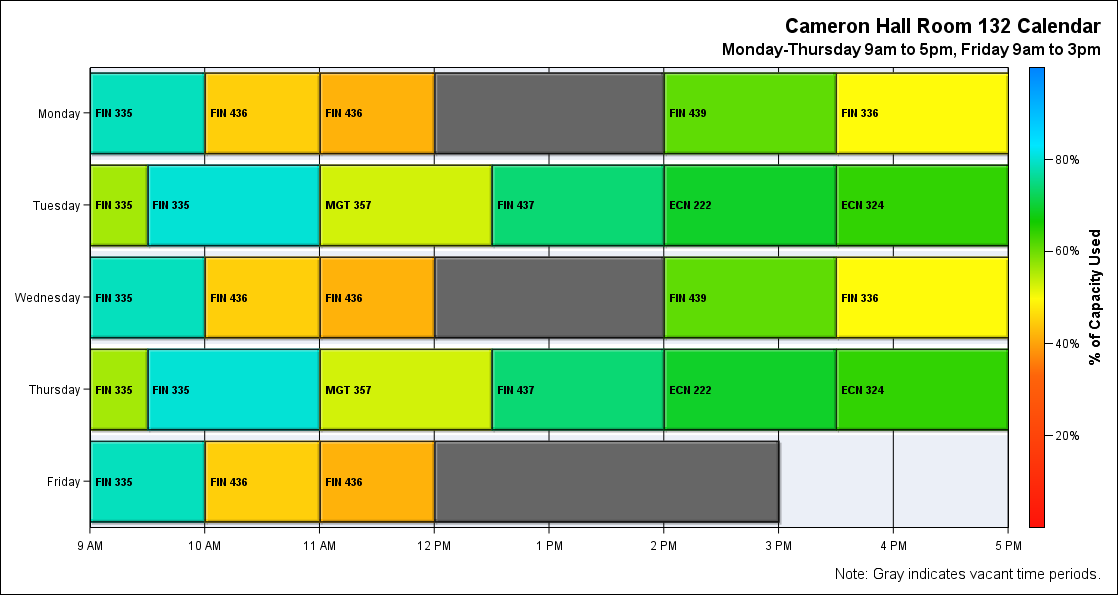 Cameron Hall Room 132 Calendar
Monday-Thursday 9am to 5pm, Friday 9am to 3pm
Monday FIN 335 FIN 436 FIN 436 FIN 439 FIN 336
Tuesday FIN 335 FIN 335 MGT 357 FIN 437 ECN 222 ECN 324
Wednesday FIN 335 FIN 436 FIN 436 FIN 439 FIN 336
Thursday FIN 335 FIN 335 MGT 357 FIN 437 ECN 222 ECN 324
Friday FIN 335 FIN 436 FIN 436
9 AM 10 AM 11 AM 12 PM 1 PM 2 PM 3 PM 4 PM 5 PM
80%
60%
40%
20%
% of Capacity Used
Note: Gray indicates vacant time periods.